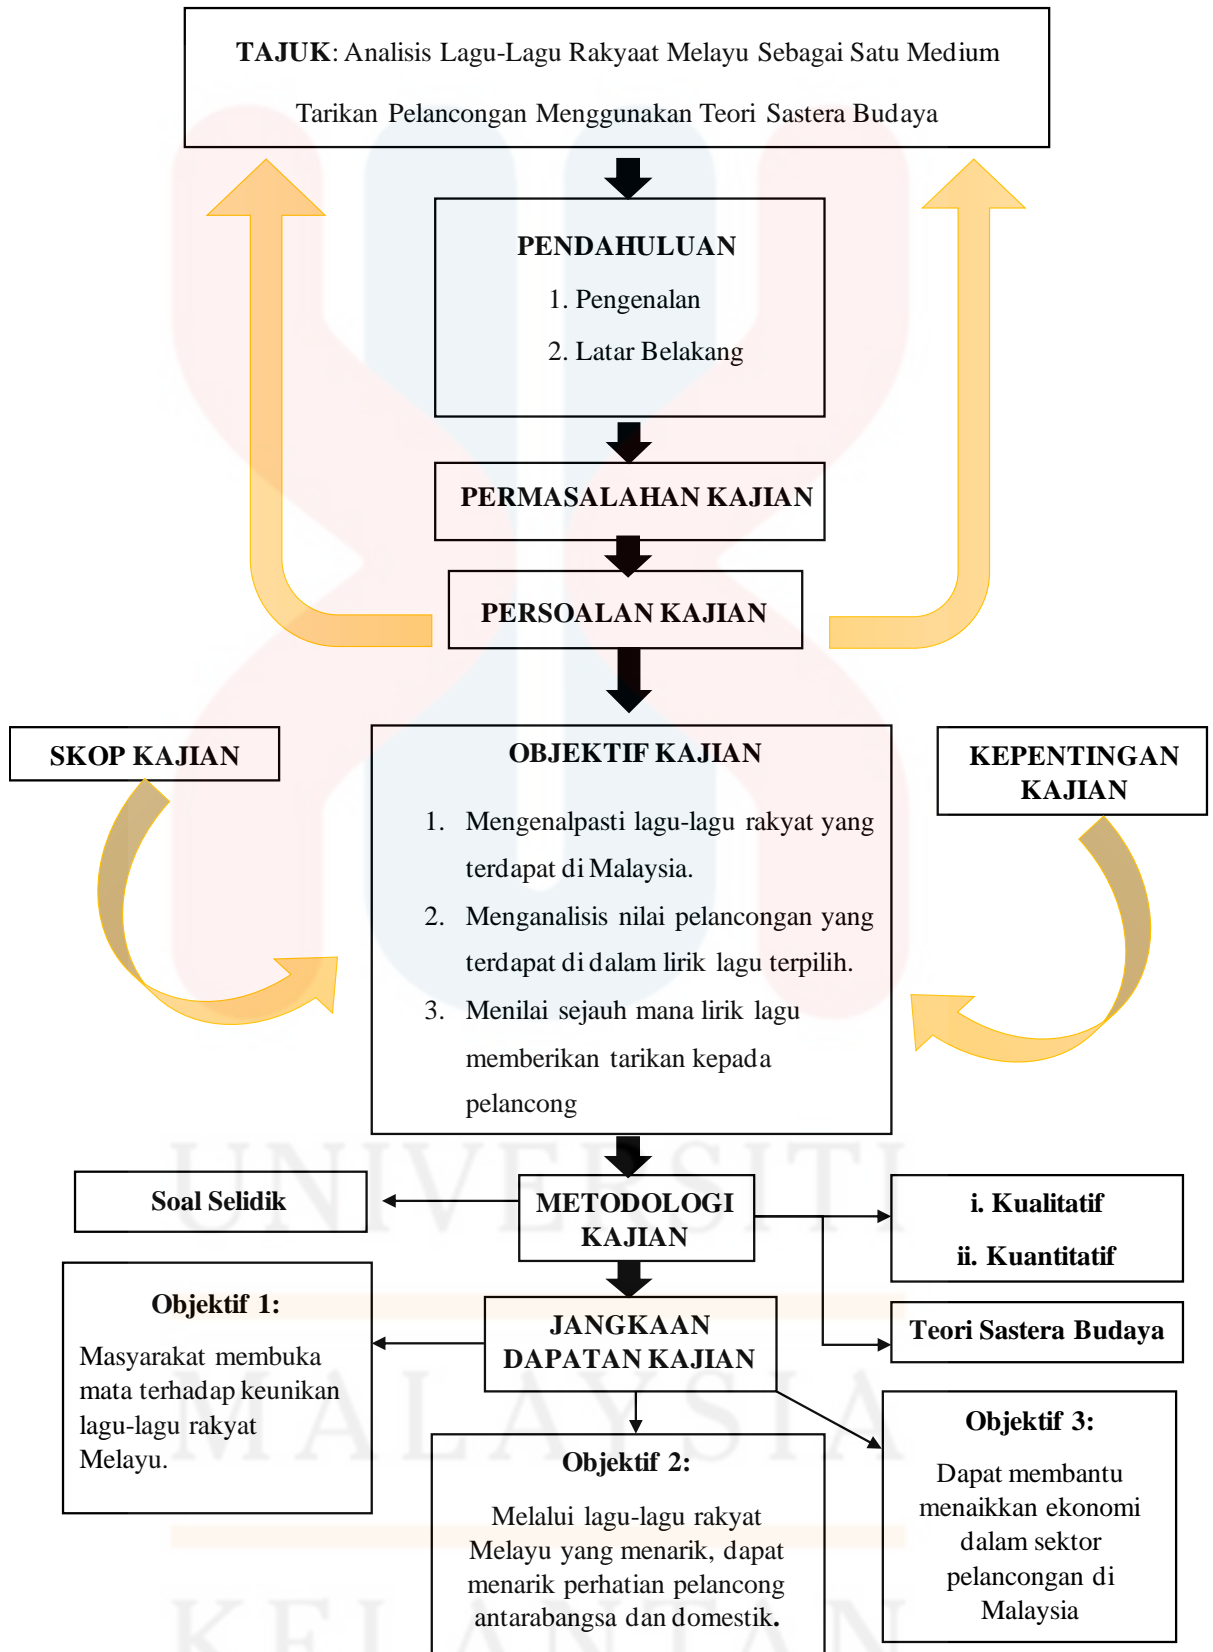 TAJUK: Analisis Lagu-Lagu Rakyaat Melayu Sebagai Satu Medium
Tarikan Pelancongan Menggunakan Teori Sastera Budaya
PENDAHULUAN
1. Pengenalan
2. Latar Belakang
PERMASALAHAN KAJIAN
PERSOALAN KAJIAN
SKOP KAJIAN
OBJEKTIF KAJIAN
1. Mengenalpasti lagu-lagu rakyat yang
terdapat di Malaysia.
2. Menganalisis nilai pelancongan yang
terdapat di dalam lirik lagu terpilih.
3. Menilai sejauh mana lirik lagu
memberikan tarikan kepada
pelancong
KEPENTINGAN
KAJIAN
Soal Selidik
METODOLOGI
KAJIAN
i. Kualitatif
ii. Kuantitatif
Teori Sastera Budaya
JANGKAAN
DAPATAN KAJIAN
Objektif 1:
Masyarakat membuka
mata terhadap keunikan
lagu-lagu rakyat
Melayu.
Objektif 2:
Melalui lagu-lagu rakyat
Melayu yang menarik, dapat
menarik perhatian pelancong
antarabangsa dan domestik.
Objektif 3:
Dapat membantu
menaikkan ekonomi
dalam sektor
pelancongan di
Malaysia
UNIVERSITI
MALAYSIA
KELANTAN